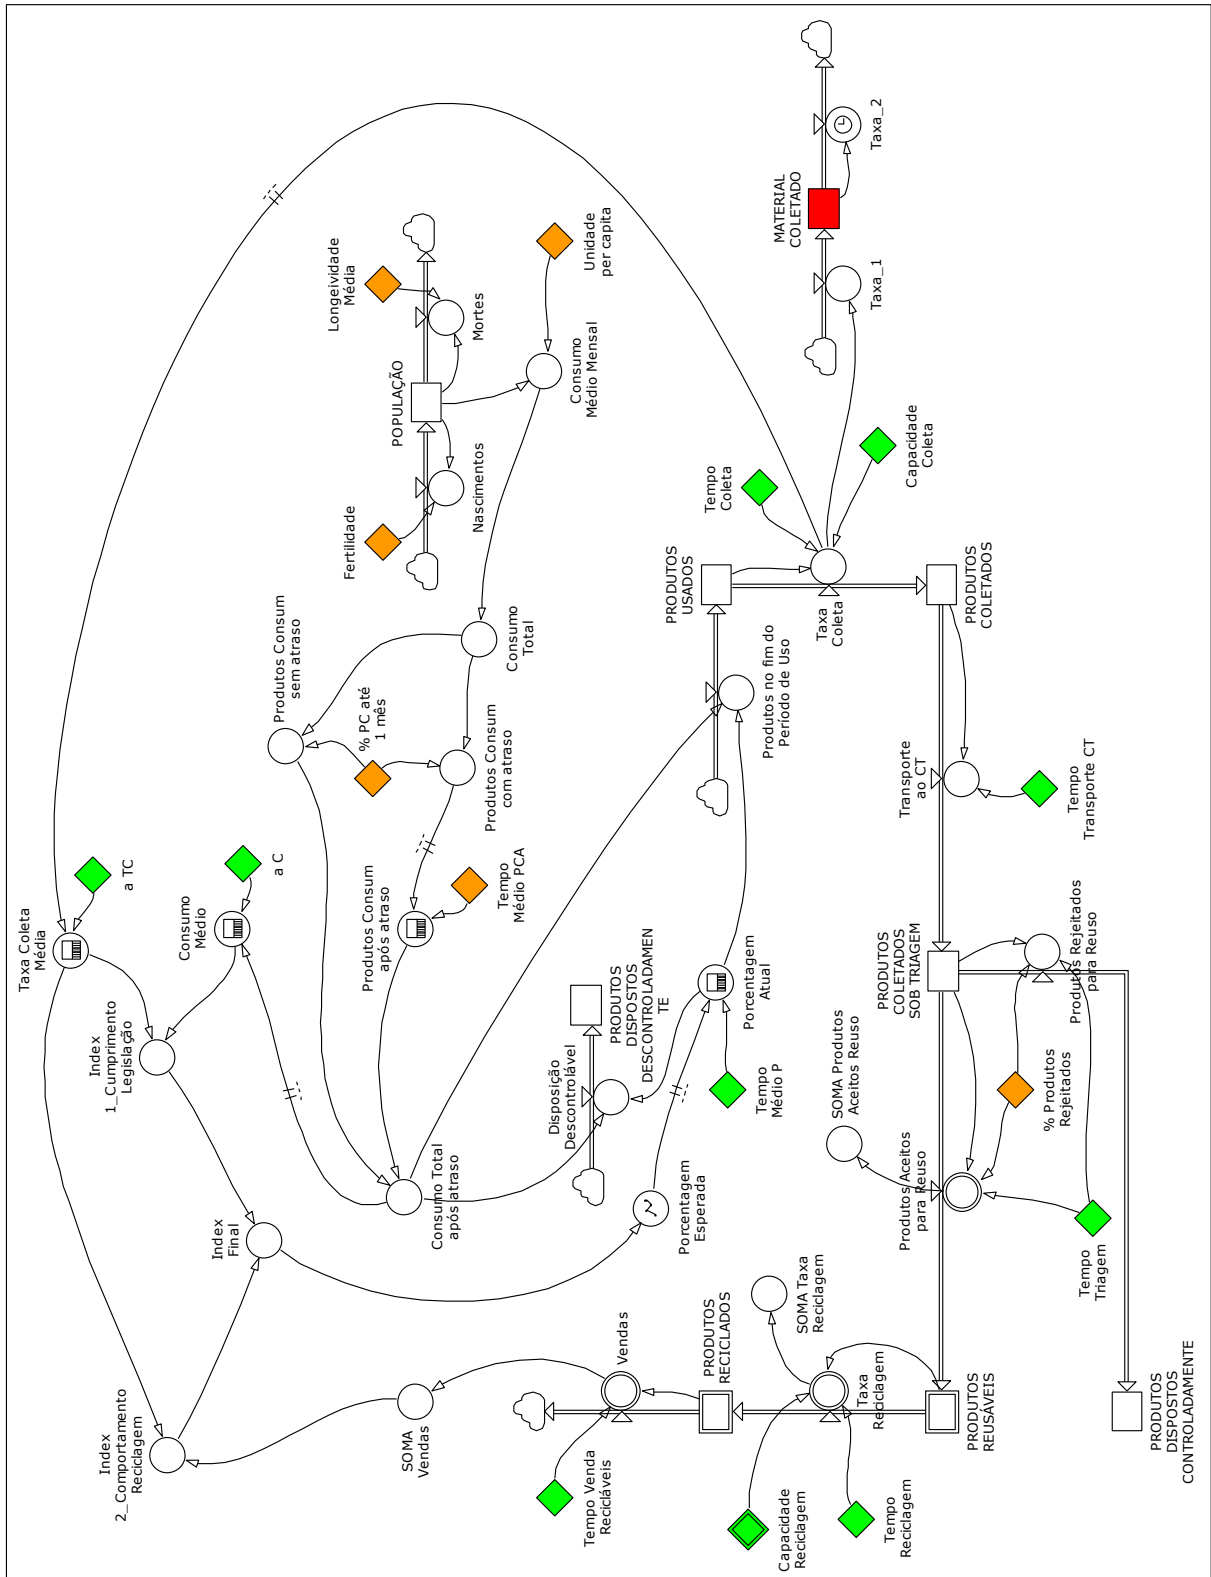 Taxa Coleta
Média
a TC
Consumo
Médio
a C
Index
1_Cumprimento
Legislação
Index
Final
Index
2_Comportamento
Reciclagem
SOMA
Vendas
Produtos Consum
sem atraso
% PC até
1 mês
Produtos Consum
com atraso
Produtos Consum
após atraso
Tempo
Médio PCA
Consumo Total
após atraso
Consumo
Total
Fertilidade
Nascimentos
POPULAÇÃO
Longeividade
Média
Mortes
Consumo
Médio Mensal
Unidade
per capita
Disposição
Descontrolável
PRODUTOS
DISPOSTOS
DESCONTROLADAMEN
TE
Porcentagem
Esperada
Porcentagem
Atual
Tempo
Médio P
Produtos no fim do
Período de Uso
PRODUTOS
USADOS
Tempo
Coleta
Taxa
Coleta
Capacidade
Coleta
MATERIAL
COLETADO
Taxa_1
Taxa_2
PRODUTOS
COLETADOS
Transporte
ao CT
Tempo
Transporte CT
PRODUTOS
COLETADOS
SOB TRIAGEM
Produtos Rejeitados
para Reuso
% Produtos
Rejeitados
SOMA Produtos
Aceitos Reuso
Produtos Aceitos
para Reuso
Tempo
Triagem
Vendas
Tempo Venda
Recicláveis
PRODUTOS
RECICLADOS
SOMA Taxa
Reciclagem
Taxa
Reciclagem
Capacidade
Reciclagem
Tempo
Reciclagem
PRODUTOS
REUSÁVEIS
PRODUTOS
DISPOSTOS
CONTROLADAMENTE